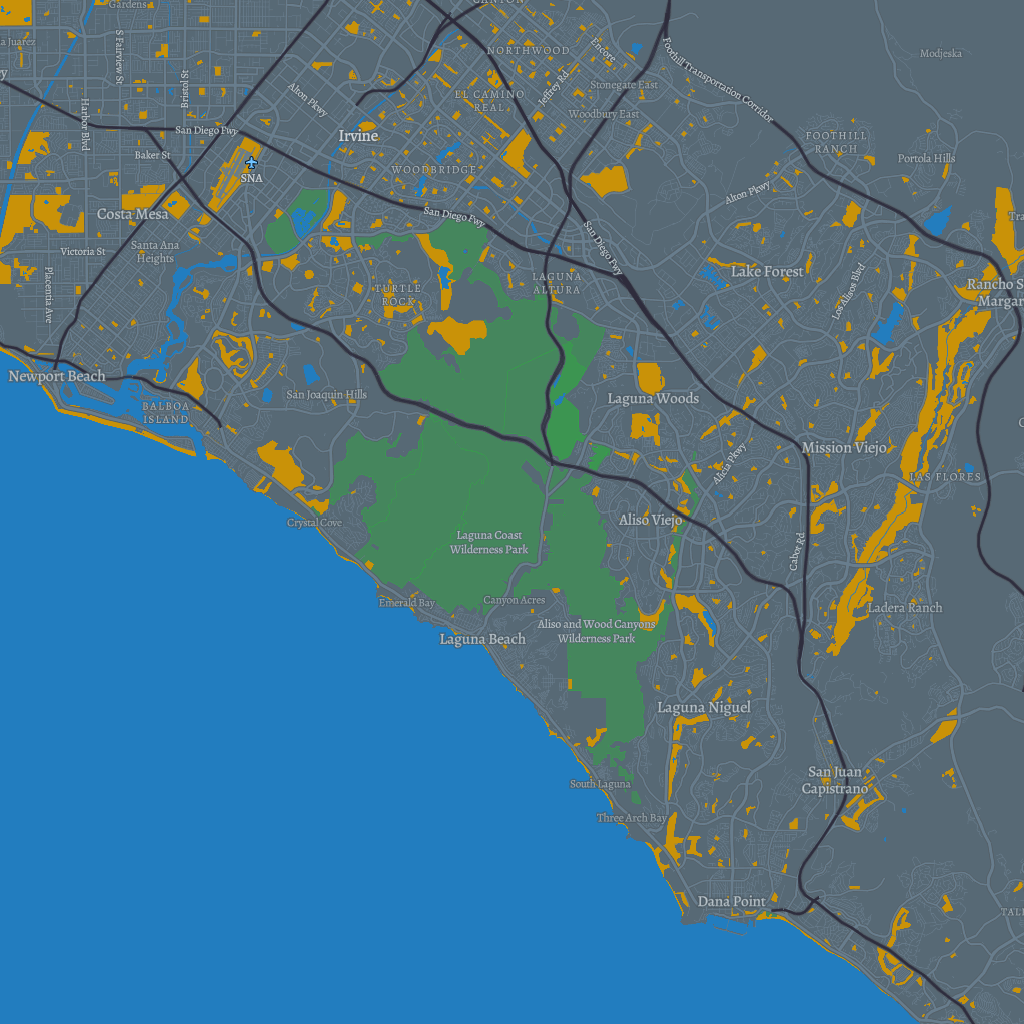 Gardens
CANYON
NORTHWOOD
Encore
Foothill Transportation Corridor
Modjeska
S Fairview St
Bristol St
Alton Pkwy
EL CAMINO
REAL
Jeffrey Rd
Stonegate East
Woodbury East
Harbor Blvd
San Diego Fwy
Irvine
FOOTHILL
RANCH
Baker St
SNA
WOODBRIDGE
Portola Hills
Alton Pkwy
Costa Mesa
San Diego Fwy
San Diego Fwy
Victoria St
Santa Ana
Heights
Placentia Ave
TURTLE
ROCK
LAGUNA
ALTURA
Lake Forest
Los Alisos Blvd
Rancho S
Margar
Newport Beach
San Joaquin Hills
Laguna Woods
BALBOA
ISLAND
Mission Viejo
Alicia Pkwy
LAS FLORES
Crystal Cove
Aliso Viejo
Laguna Coast
Wilderness Park
Cabot Rd
Emerald Bay
Canyon Acres
Ladera Ranch
Laguna Beach
Aliso and Wood Canyons
Wilderness Park
Laguna Niguel
South Laguna
San Juan
Capistrano
Three Arch Bay
Dana Point